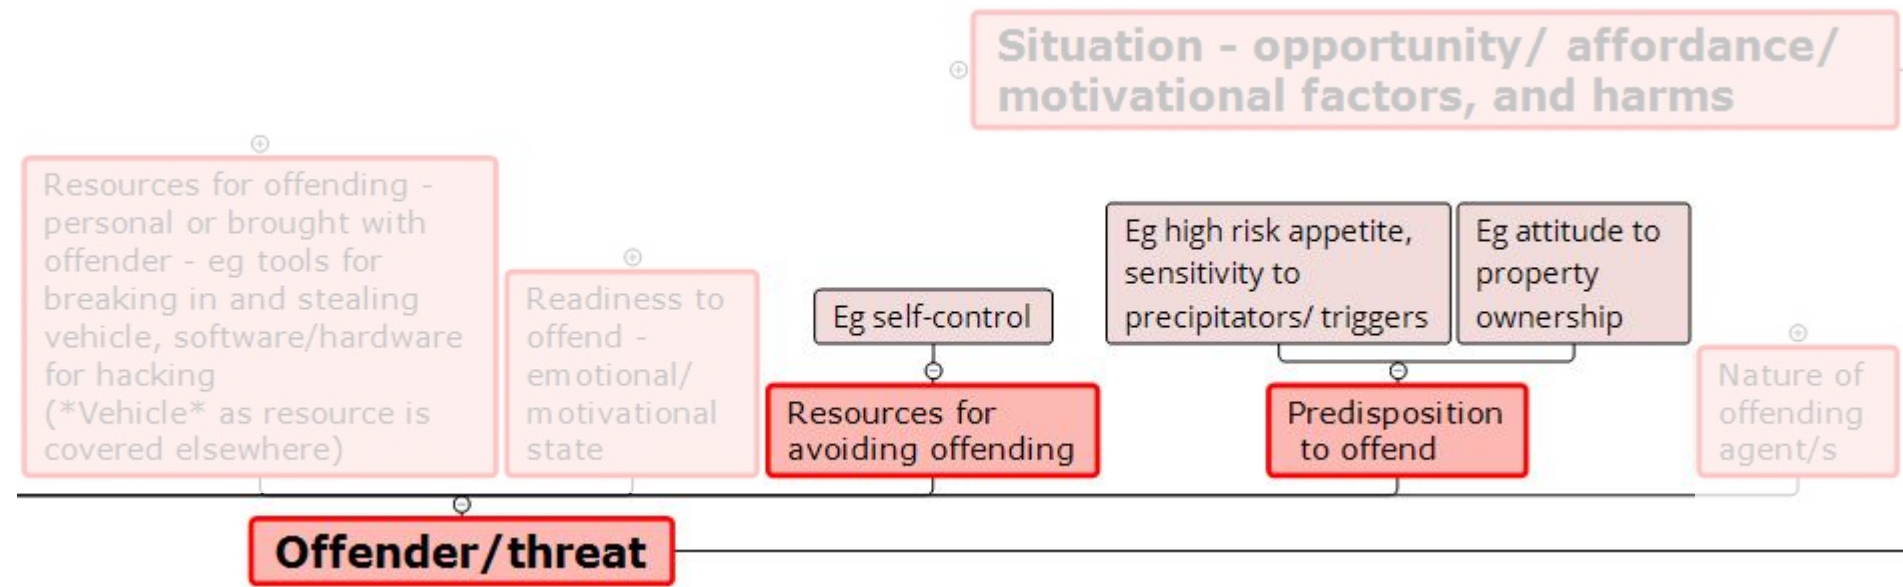 Situation - opportunity/ affordance/
motivational factors, and harms
Resources for offending -
personal or brought with
offender - eg tools for
breaking in and stealing
vehicle, software/hardware
for hacking
(*Vehicle* as resource is
covered elsewhere)
Readiness to
offend -
emotional/
motivational
state
Eg self-control
Resources for
avoiding offending
Eg high risk appetite,
sensitivity to
precipitators/ triggers
Eg attitude to
property
ownership
Predisposition
to offend
Nature of
offending
agent/s
Offender/threat